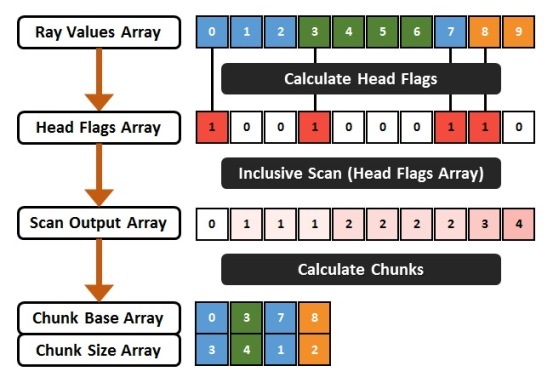 Ray Values Array 0 1 2 3 4 5 6 7 8 9
Calculate Head Flags
Head Flags Array 1 0 0 1 0 0 0 1 1 0
Inclusive Scan (Head Flags Array)
Scan Output Array 0 1 1 1 2 2 2 2 3 4
Calculate Chunks
Chunk Base Array 0 3 7 8
Chunk Size Array 3 4 1 2